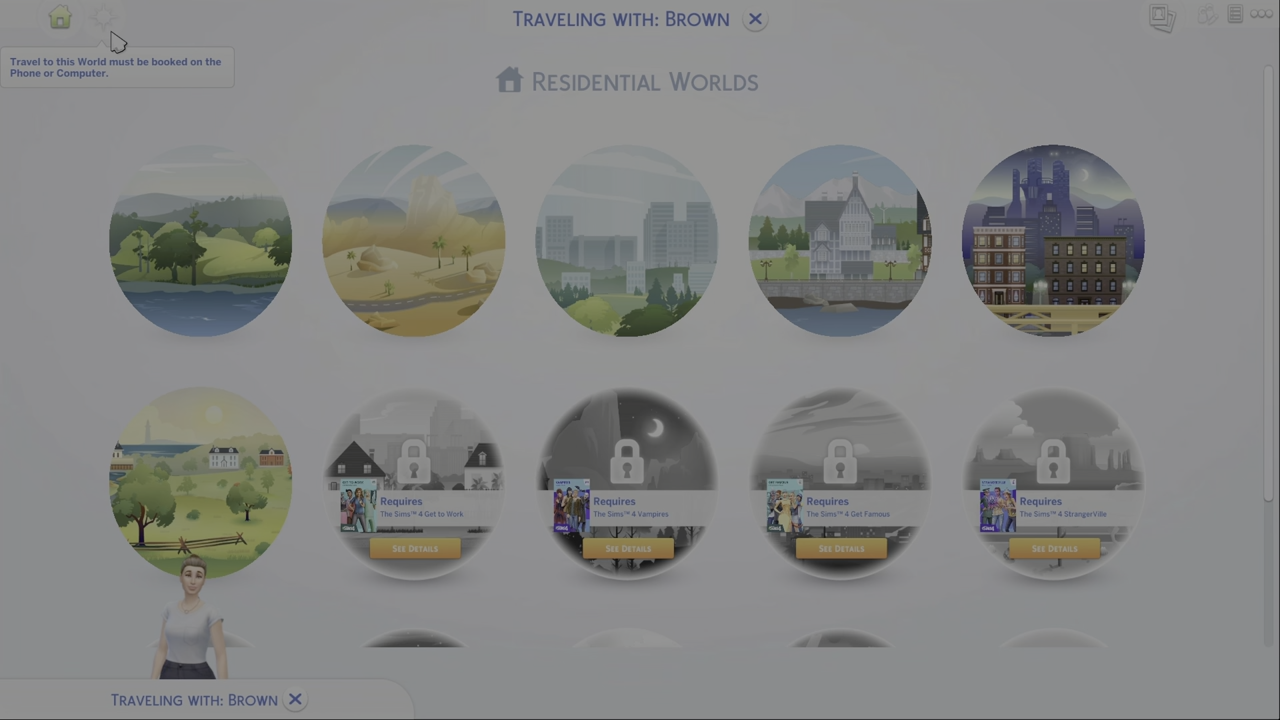 TRAVELING WITH: BROWN
Travel to this World must be booked on the
Phone or Computer.
RESIDENTIAL WORLDS
Requires
The Sims™ 4 Get to Work
SEE DETAILS
Requires
The Sims™ 4 Vampires
SEE DETAILS
Requires
The Sims™ 4 Get Famous
SEE DETAILS
Requires
The Sims™ 4 StrangerVille
SEE DETAILS
TRAVELING WITH: BROWN